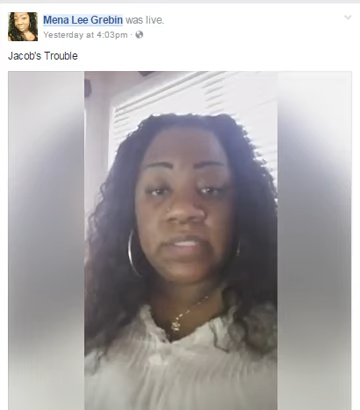 Mena Lee Grebin was live.
Yesterday at 4:03pm ·
Jacob's Trouble